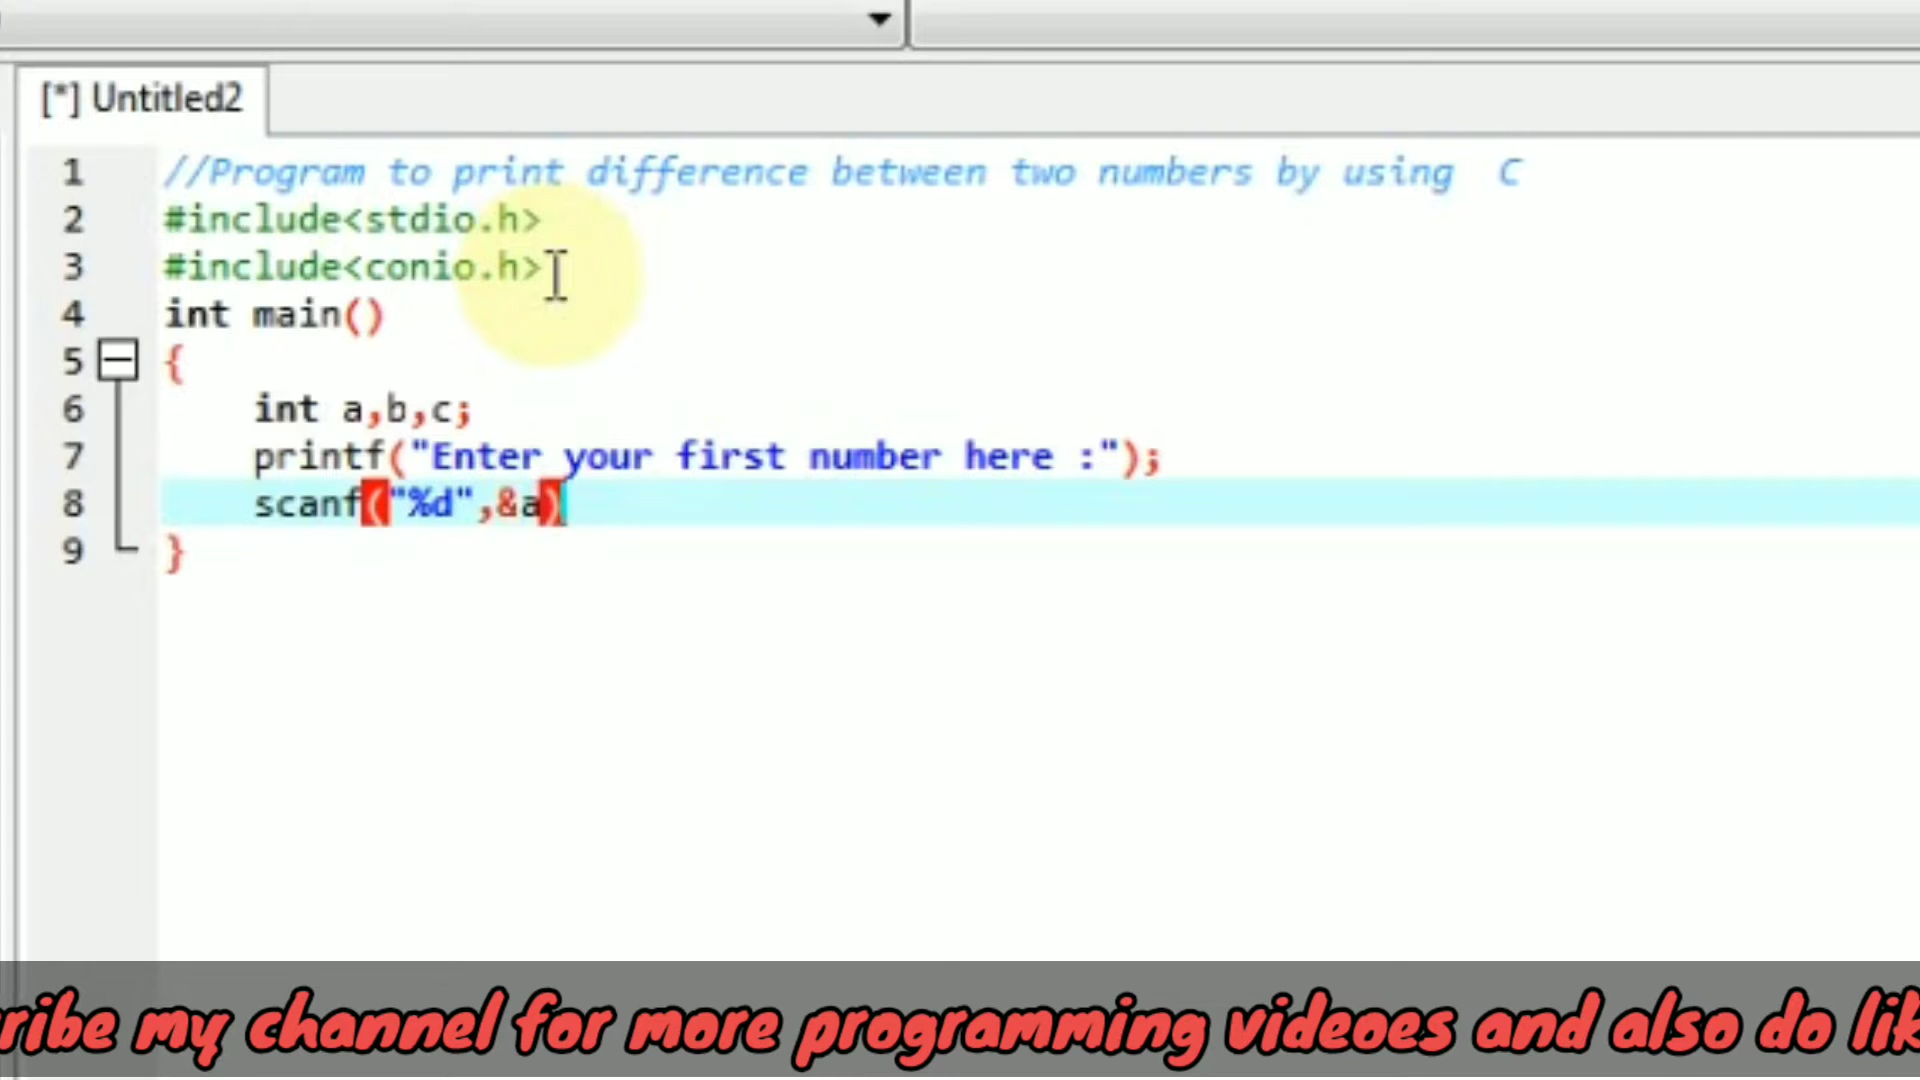 [*] Untitled2
1 //Program to print difference between two numbers by using  C
2 #include<stdio.h>
3 #include<conio.h>
4 int main()
5 {
6     int a,b,c;
7     printf("Enter your first number here :");
8     scanf("%d",&a)
9 }
ribe my channel for more programming videoes and also do lik